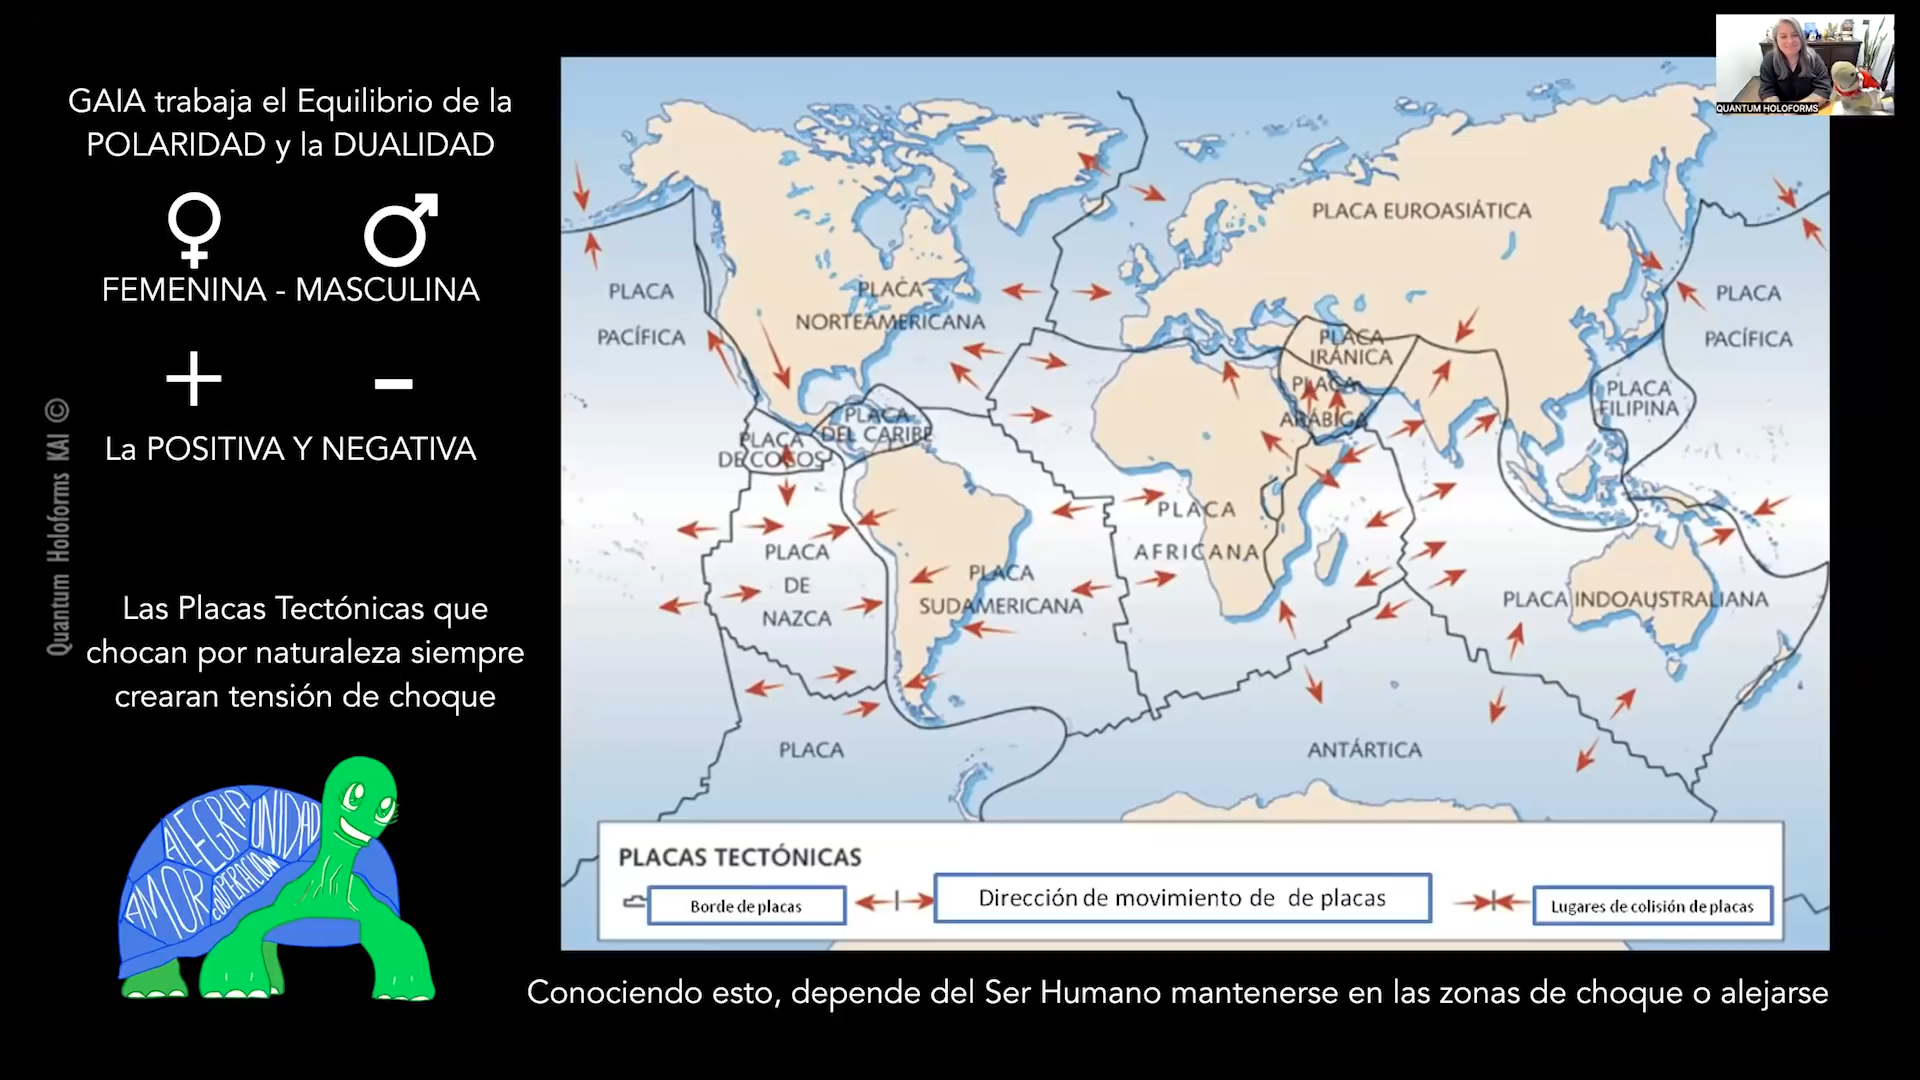 GAIA trabaja el Equilibrio de la
POLARIDAD y la DUALIDAD
FEMENINA - MASCULINA
+ -
La POSITIVA Y NEGATIVA
Quantum Holoforms KAI ©
Las Placas Tectónicas que
chocan por naturaleza siempre
crearan tensión de choque
AMOR
ALEGRIA
UNIDAD
COOPERACION
QUANTUM HOLOFORMS
PLACA EUROASIÁTICA
PLACA
PACÍFICA
PLACA
NORTEAMERICANA
PLACA
IRÁNICA
PLACA
ARÁBIGA
PLACA
PACÍFICA
PLACA
FILIPINA
PLACA
DEL CARIBE
PLACA
DE COCOS
PLACA
DE
NAZCA
PLACA
SUDAMERICANA
PLACA
AFRICANA
PLACA INDOAUSTRALIANA
PLACA
ANTÁRTICA
PLACAS TECTÓNICAS
Borde de placas
Dirección de movimiento de de placas
Lugares de colisión de placas
Conociendo esto, depende del Ser Humano mantenerse en las zonas de choque o alejarse